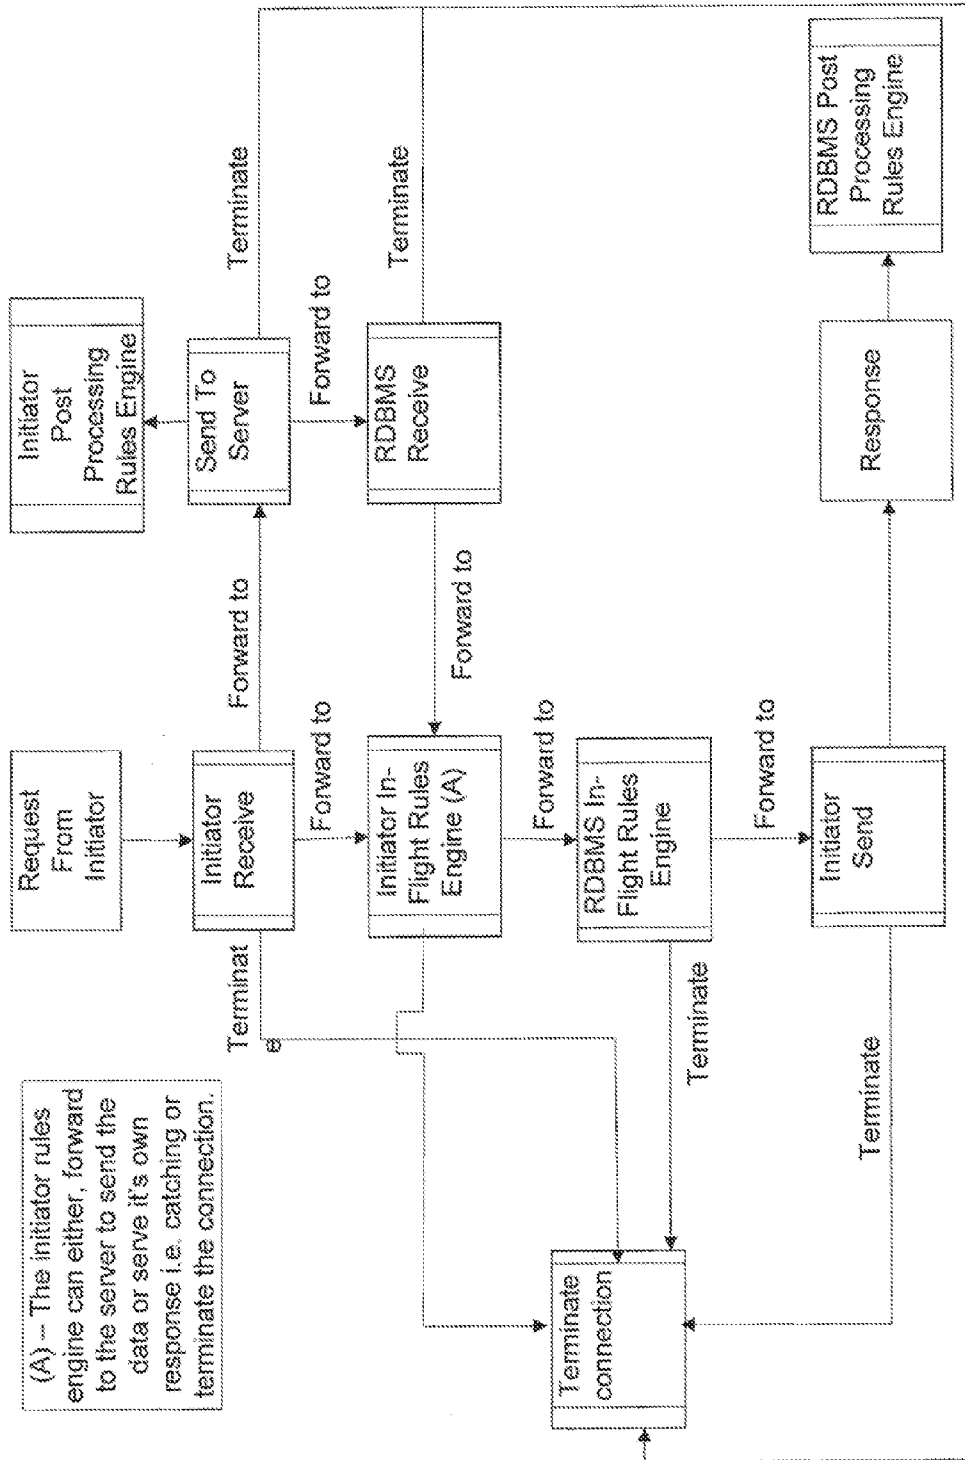 (A) – The initiator rules
engine can either, forward
to the server to send the
data or serve it's own
response i.e. catching or
terminate the connection.
Request
From
Initiator
Initiator
Post
Processing
Rules Engine
Terminat
e
Initiator
Receive
Forward to
Send To
Server
Terminate
Forward to
Forward to
Initiator In-
Flight Rules
Engine (A)
Forward to
RDBMS
Receive
Terminate
Forward to
Terminate
connection
Terminate
RDBMS In-
Flight Rules
Engine
Forward to
Terminate
Initiator
Send
Response
RDBMS Post
Processing
Rules Engine